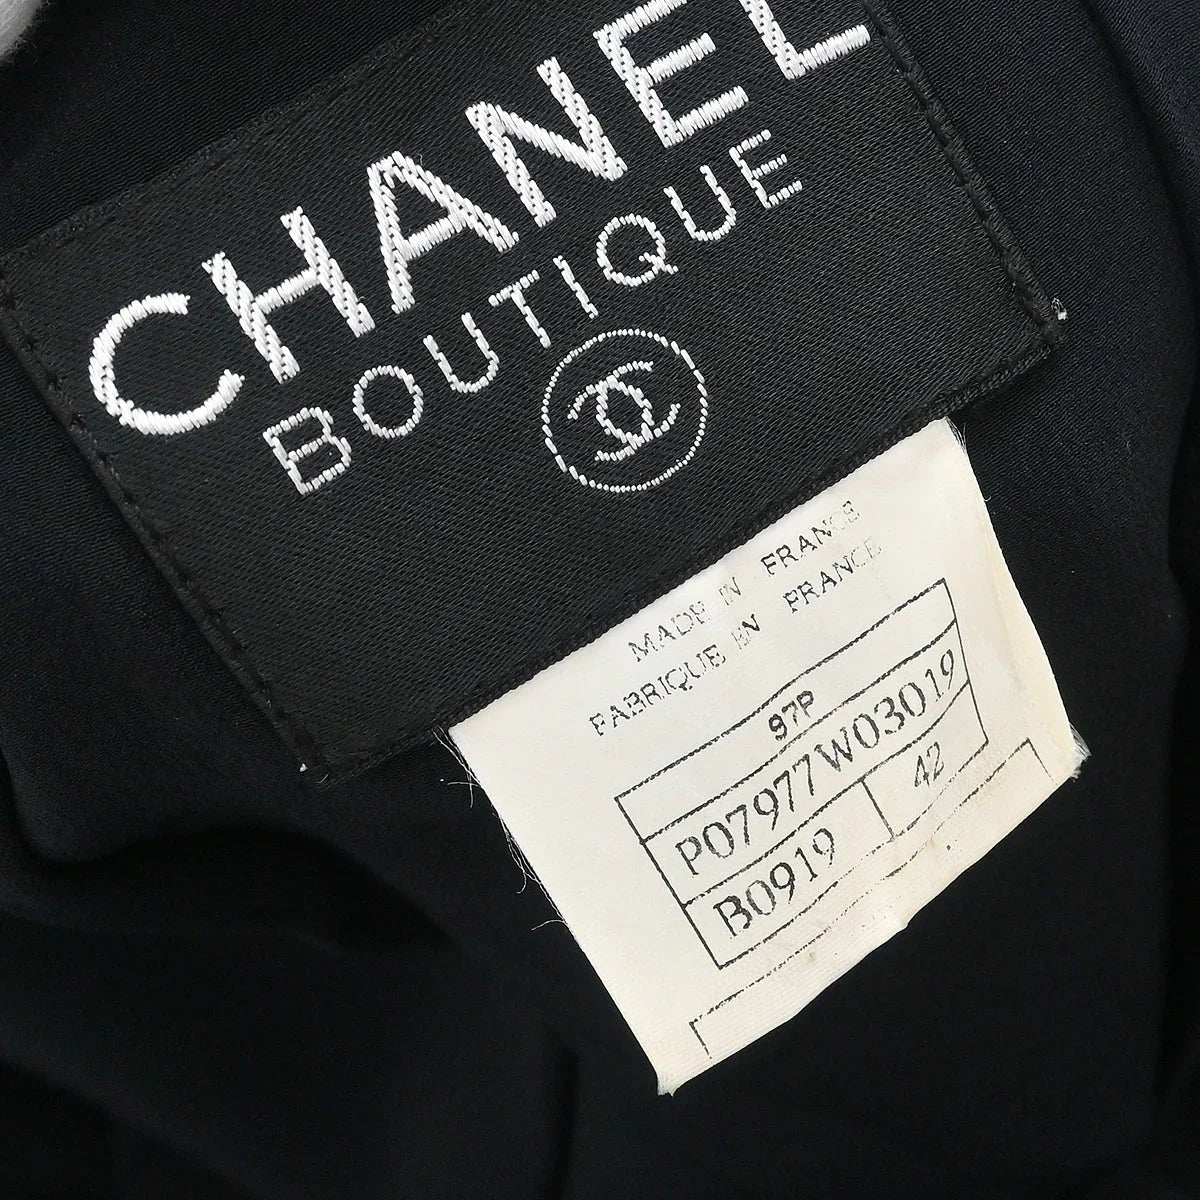 CHANEL
BOUTIQUE
MADE IN FRANCE
FABRIQUE EN FRANCE
97P
P07977W03019
B0919 42